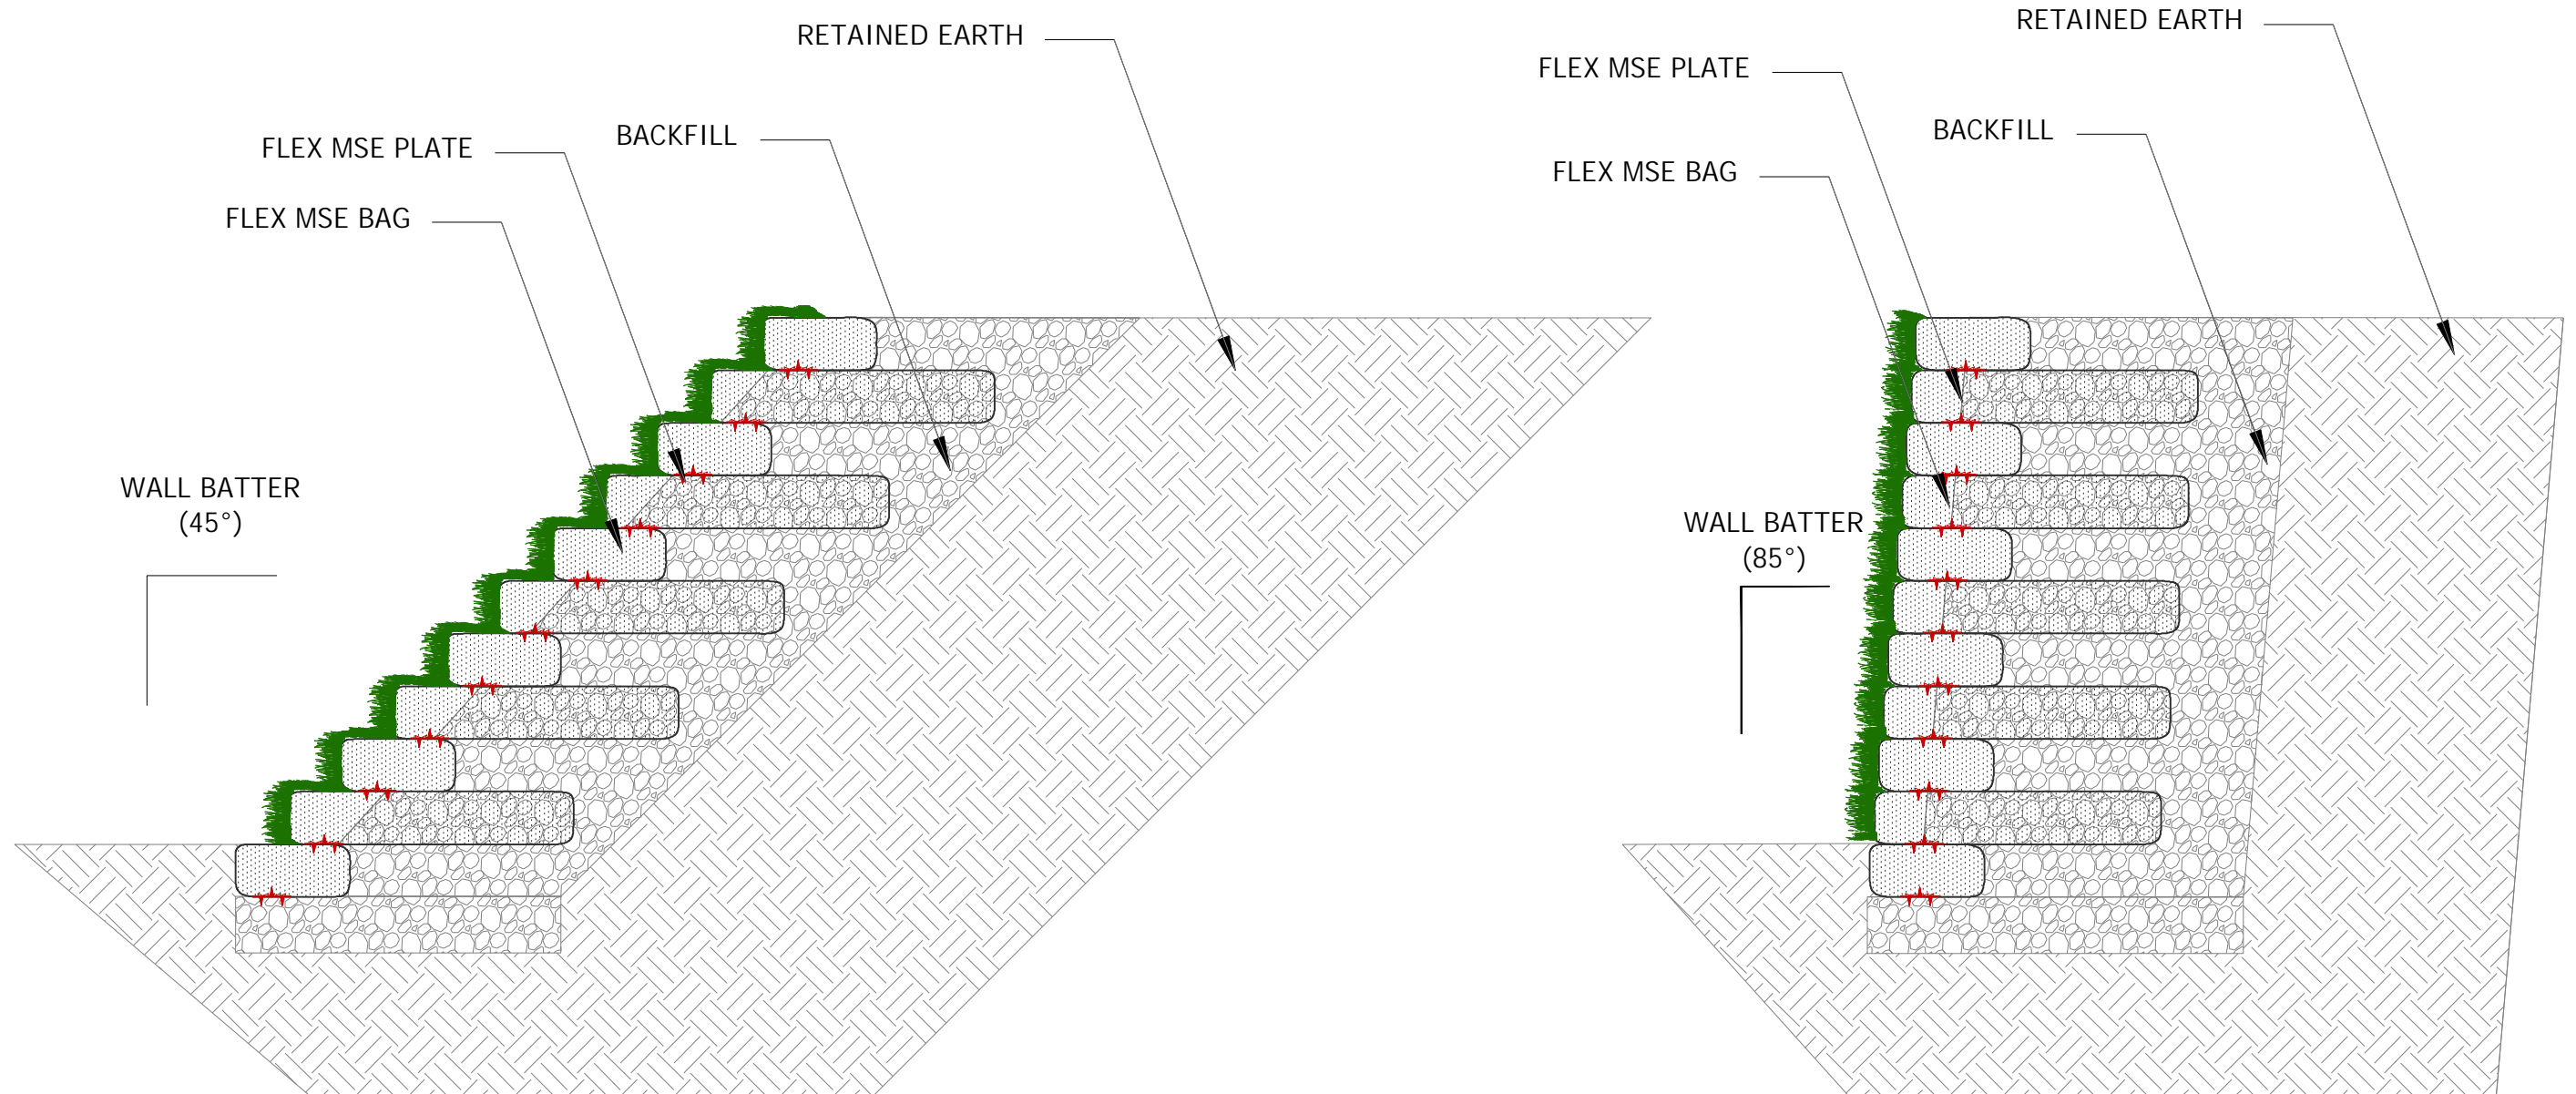 RETAINED EARTH
FLEX MSE PLATE
BACKFILL
FLEX MSE BAG
WALL BATTER
(45°)
RETAINED EARTH
FLEX MSE PLATE
BACKFILL
FLEX MSE BAG
WALL BATTER
(85°)